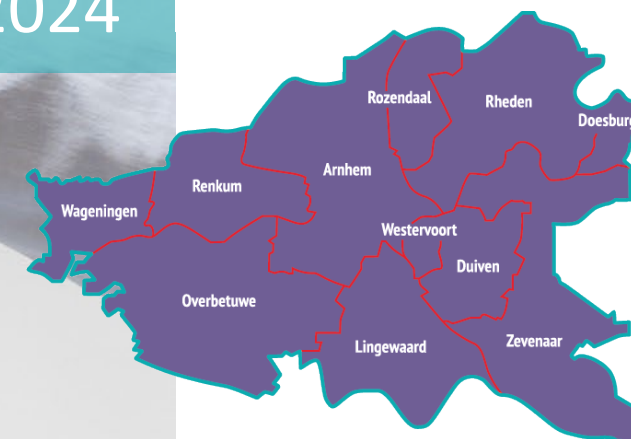 2024
Rozendaal
Rheden
Doesburg
Arnhem
Renkum
Wageningen
Westervoort
Duiven
Overbetuwe
Zevenaar
Lingewaard